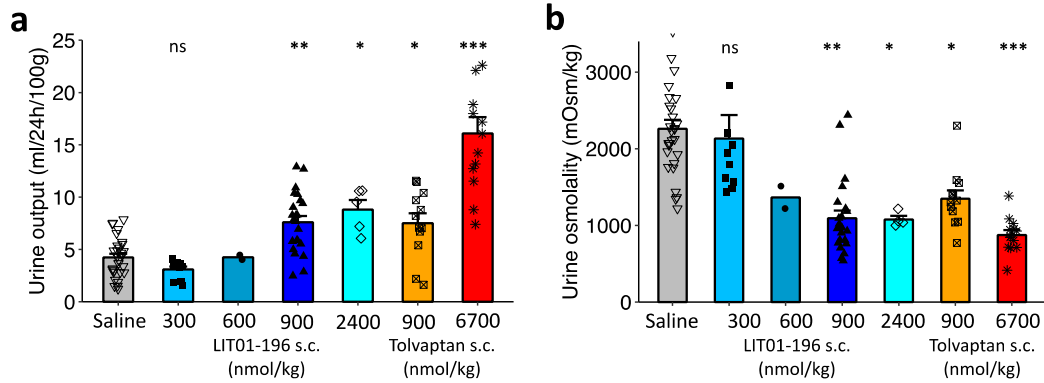 a
Urine output (ml/24h/100g)
25
20
15
10
5
0
ns ** * * ***
Saline 300 600 900 2400 900 6700
LIT01-196 s.c. Tolvaptan s.c.
(nmol/kg) (nmol/kg)
b
Urine osmolality (mOsm/kg)
3000
2000
1000
0
ns ** * * ***
Saline 300 600 900 2400 900 6700
LIT01-196 s.c. Tolvaptan s.c.
(nmol/kg) (nmol/kg)